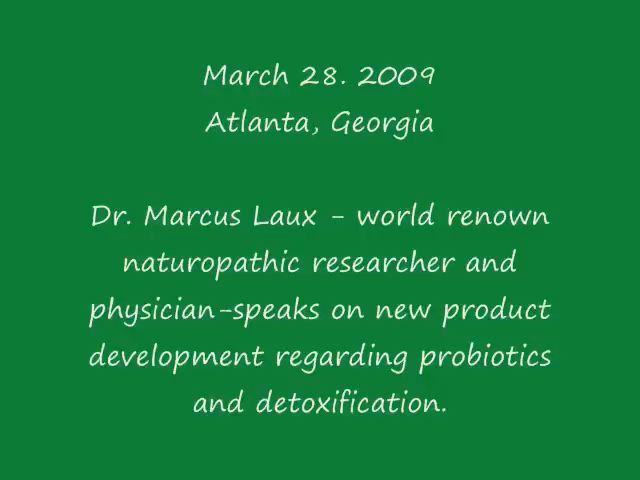 March 28. 2009
Atlanta, Georgia
Dr. Marcus Laux - world renown
naturopathic researcher and
physician-speaks on new product
development regarding probiotics
and detoxification.